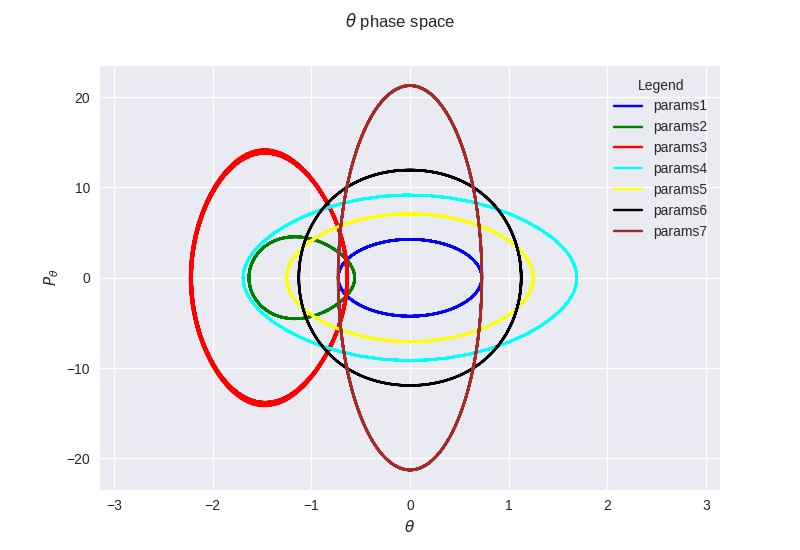 θ phase space
Legend
params1
params2
params3
params4
params5
params6
params7
20
10
0
−10
−20
P_θ
−3 −2 −1 0 1 2 3
θ